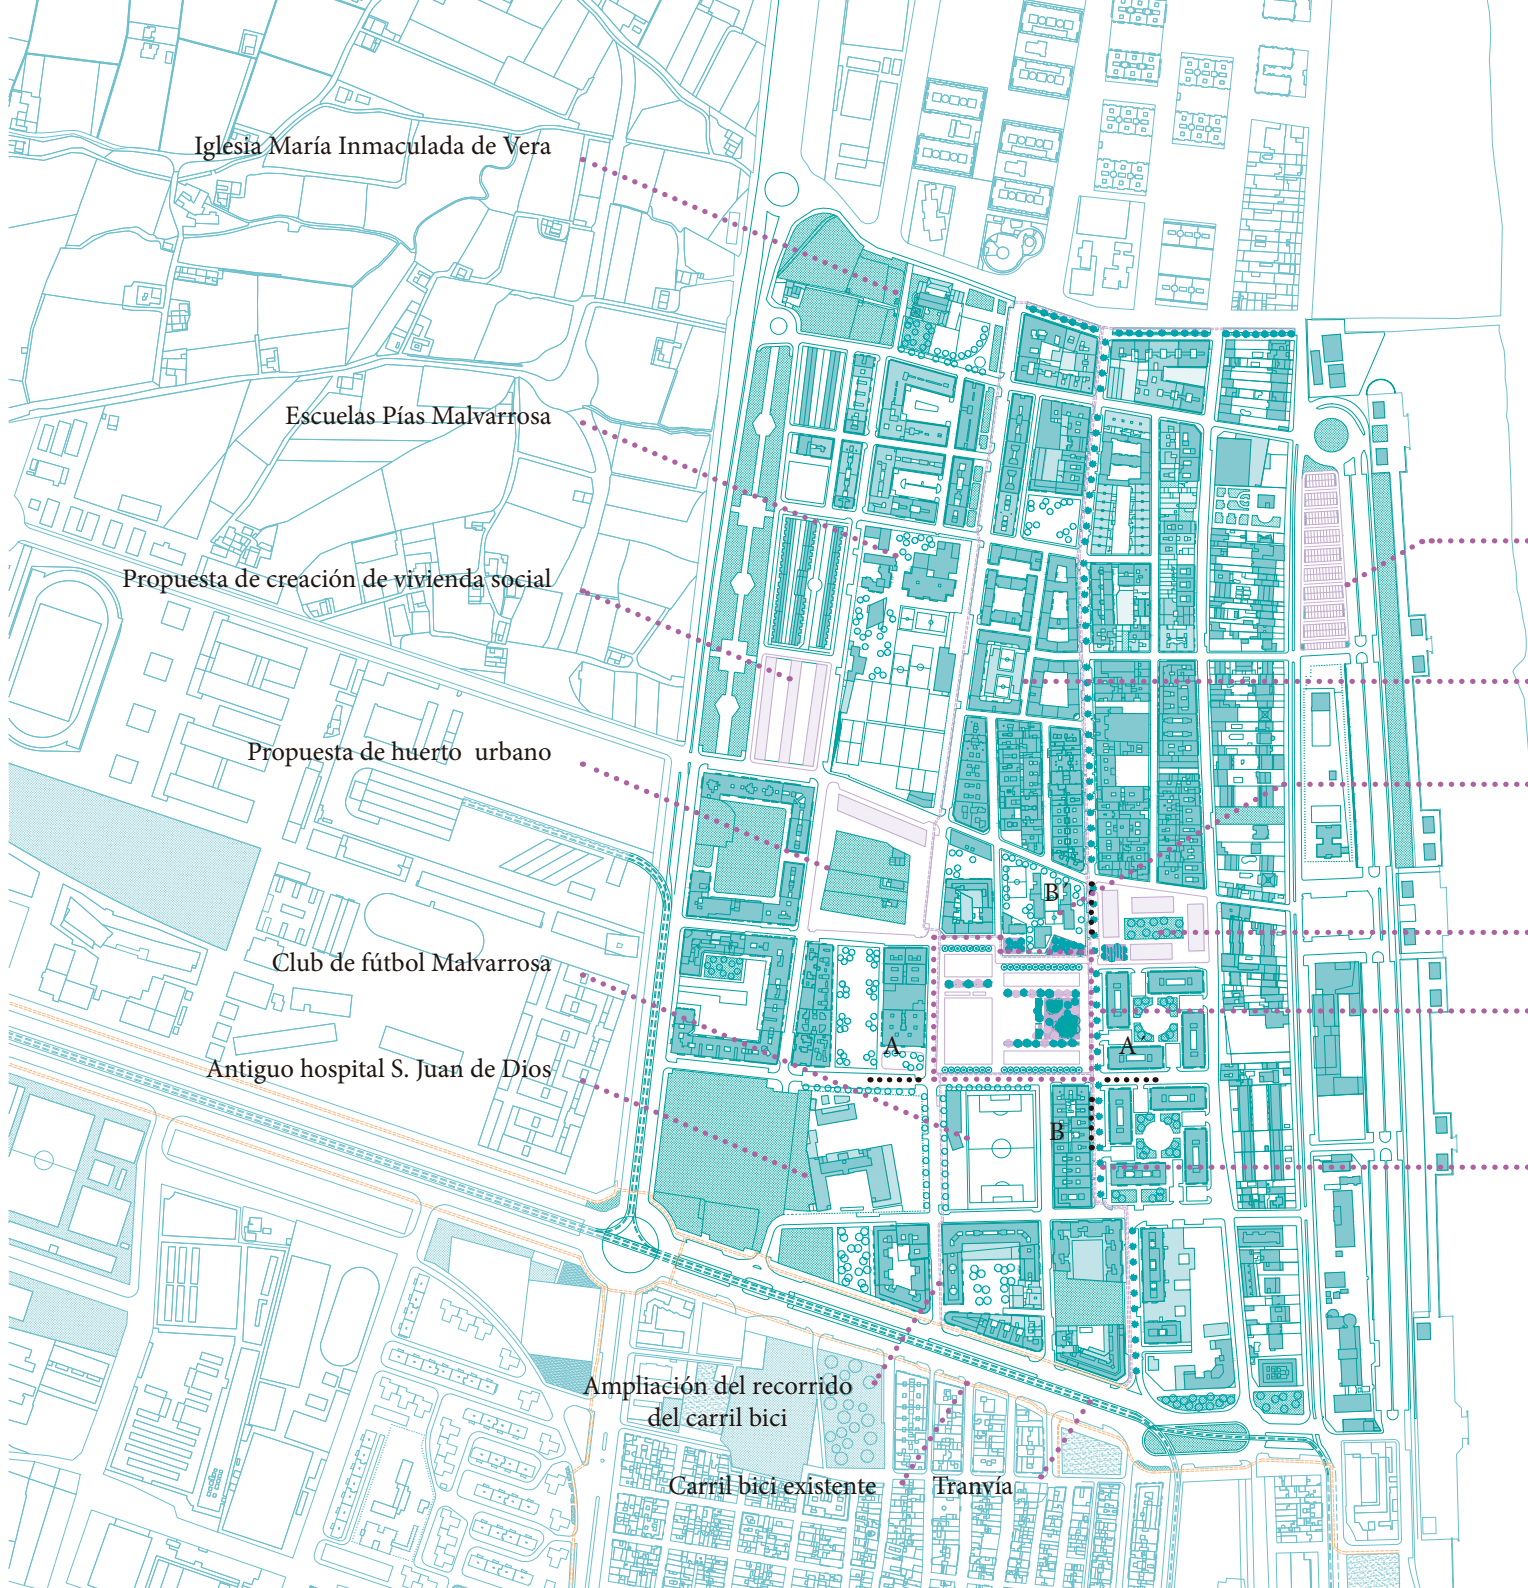 Iglesia María Inmaculada de Vera
Escuelas Pías Malvarrosa
Propuesta de creación de vivienda social
Propuesta de huerto urbano
B´
Club de fútbol Malvarrosa
A
A´
Antiguo hospital S. Juan de Dios
B
Ampliación del recorrido
del carril bici
Carril bici existente
Tranvía